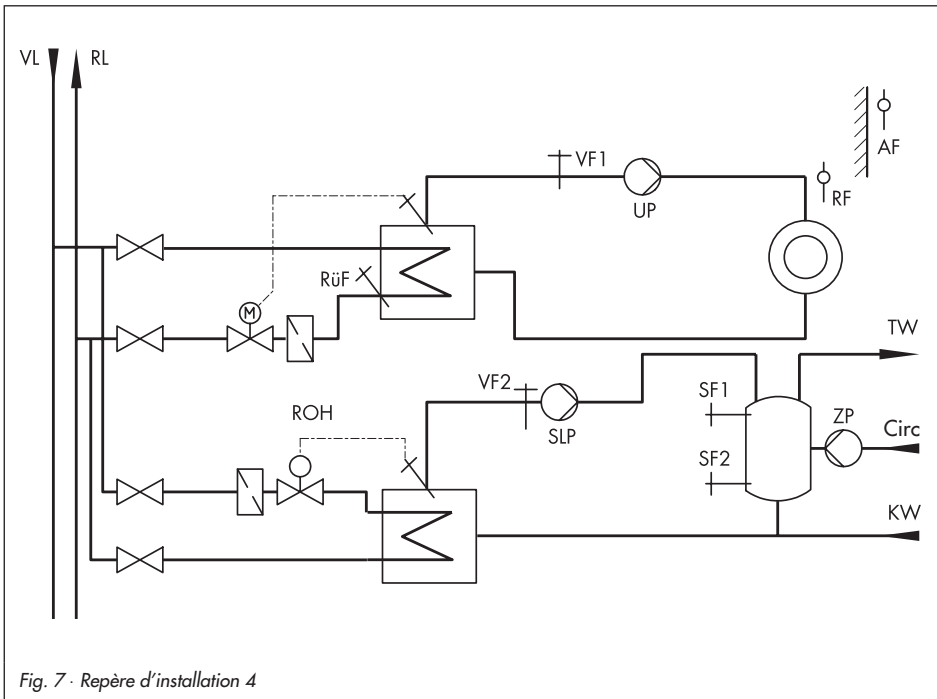 VL RL
AF
VF1
RF
UP
RüF
M
TW
VF2
SF1
ROH
ZP
Circ
SLP
SF2
KW
Fig. 7 · Repère d'installation 4